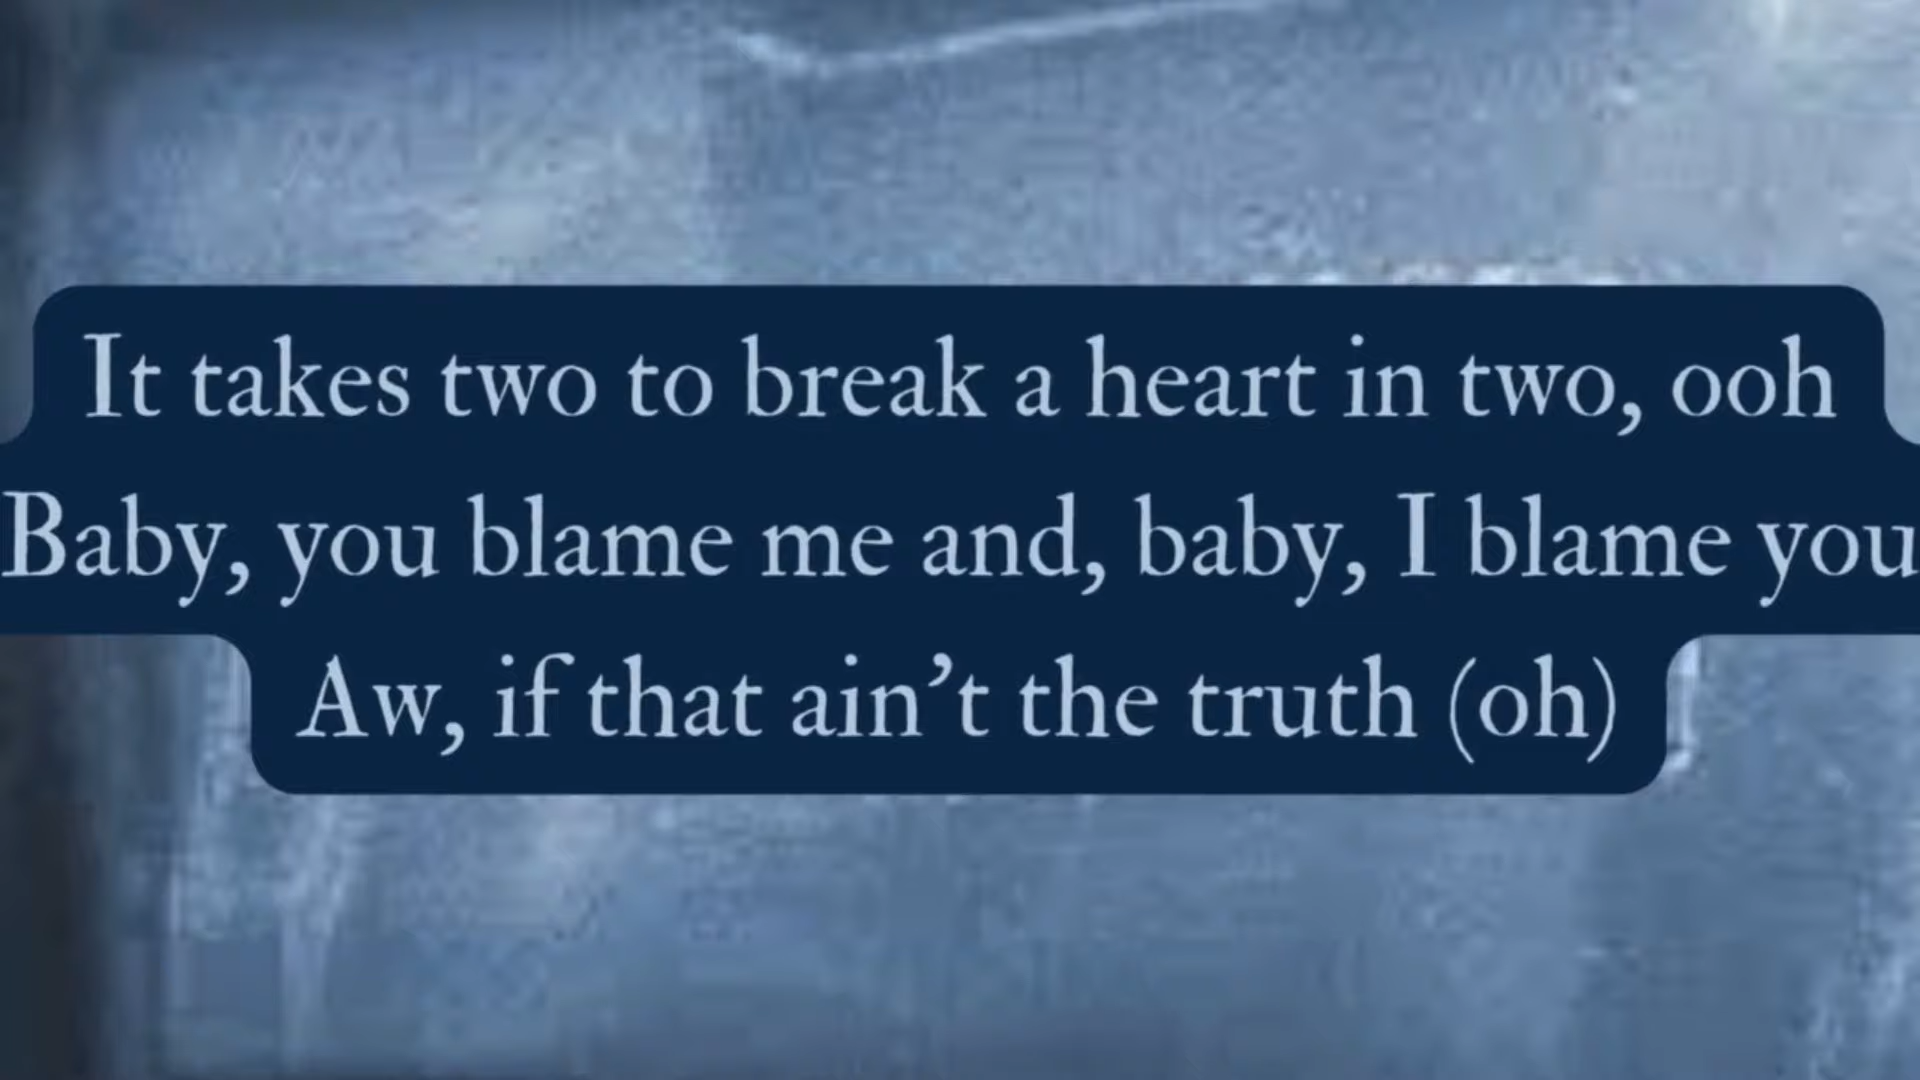 It takes two to break a heart in two, ooh
Baby, you blame me and, baby, I blame you
Aw, if that ain’t the truth (oh)